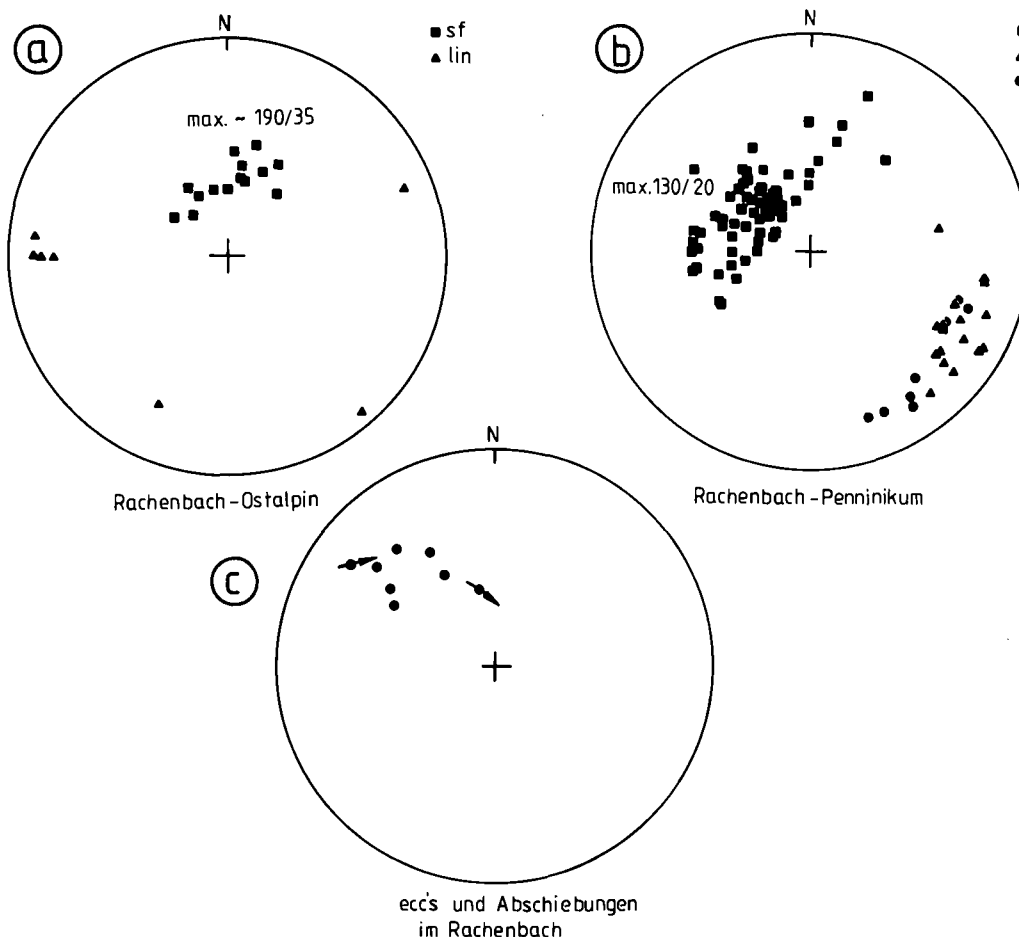 a
N
sf
lin
max. ~ 190/35
Rachenbach-Ostalpin
b
N
max.130/20
Rachenbach-Penninikum
c
N
ecc's und Abschiebungen
im Rachenbach